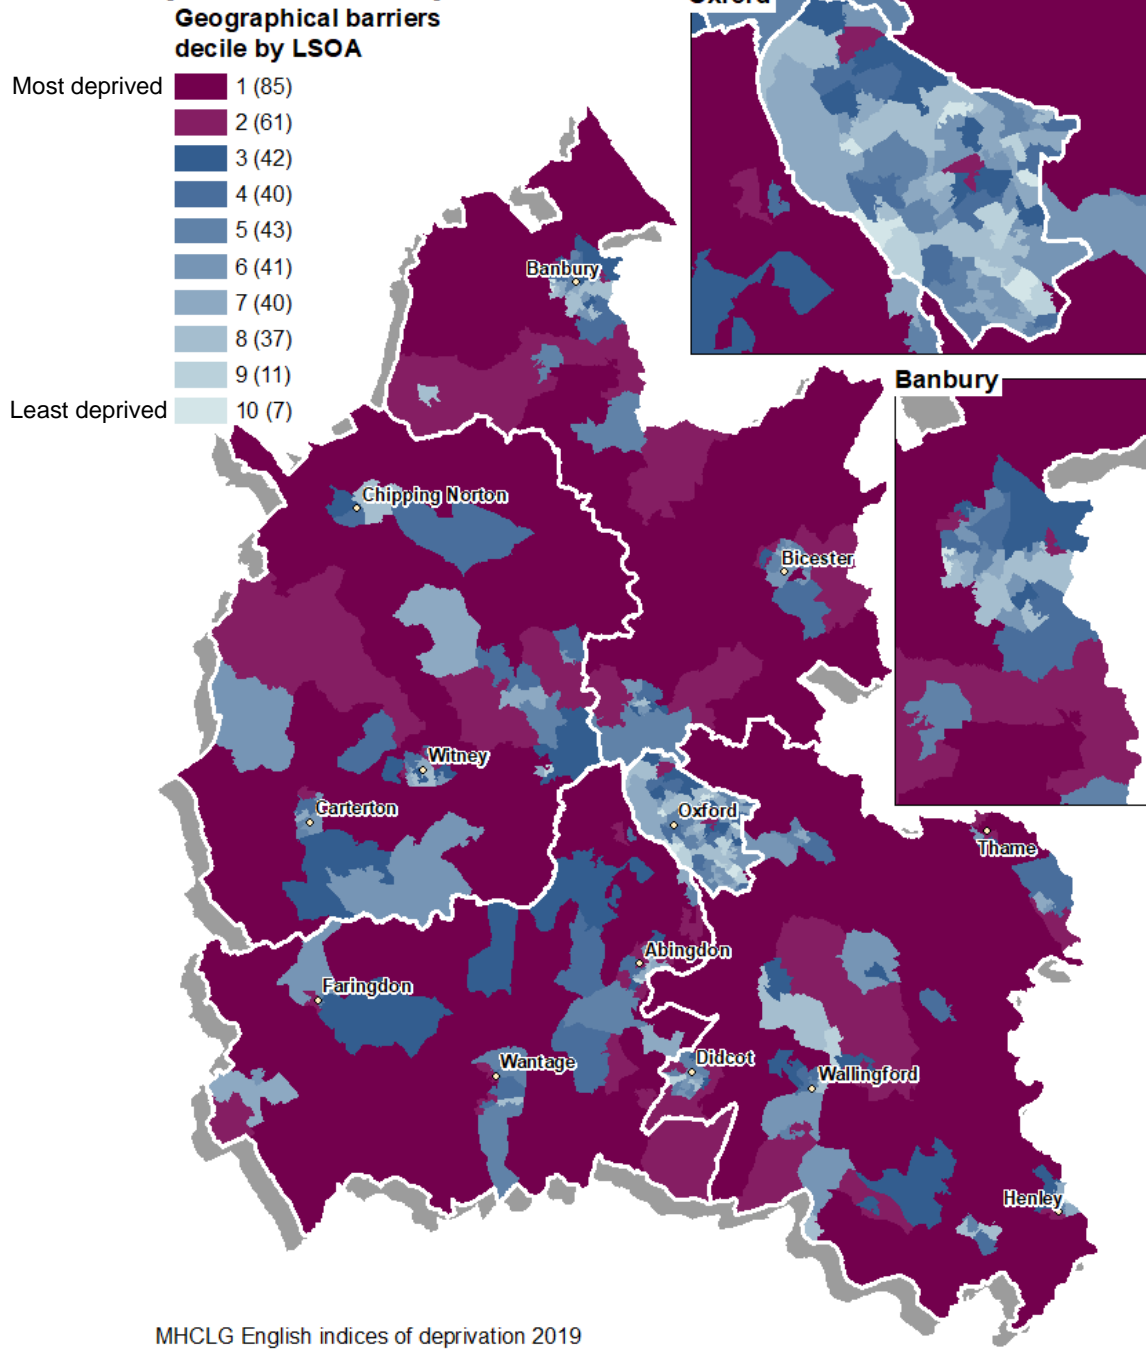 Geographical barriers
decile by LSOA
Most deprived
1 (85)
2 (61)
3 (42)
4 (40)
5 (43)
6 (41)
7 (40)
8 (37)
9 (11)
Least deprived
10 (7)
Oxford
Banbury
Banbury
Chipping Norton
Bicester
Witney
Carterton
Oxford
Thame
Abingdon
Faringdon
Wantage
Didcot
Wallingford
Henley
MHCLG English indices of deprivation 2019